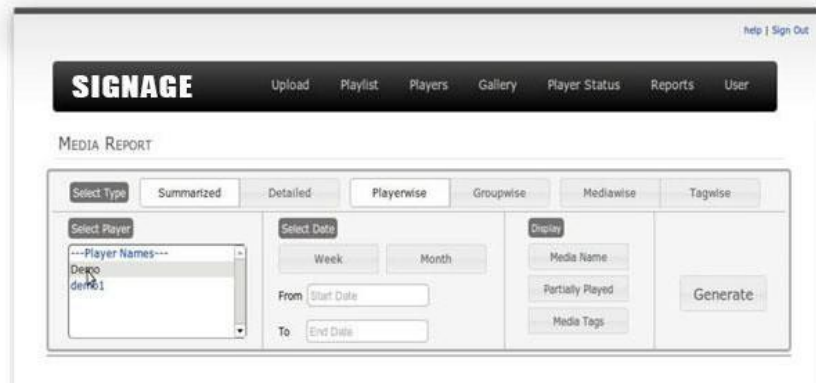 help | Sign Out
SIGNAGE Upload Playlist Players Gallery Player Status Reports User
MEDIA REPORT
Select Type Summarized Detailed Playerwise Groupwise Mediawise Tagwise
Select Player
---Player Names---
Demo
demo1
Select Date
Week Month
From Start Date
To End Date
Display
Media Name
Partially Played
Media Tags
Generate